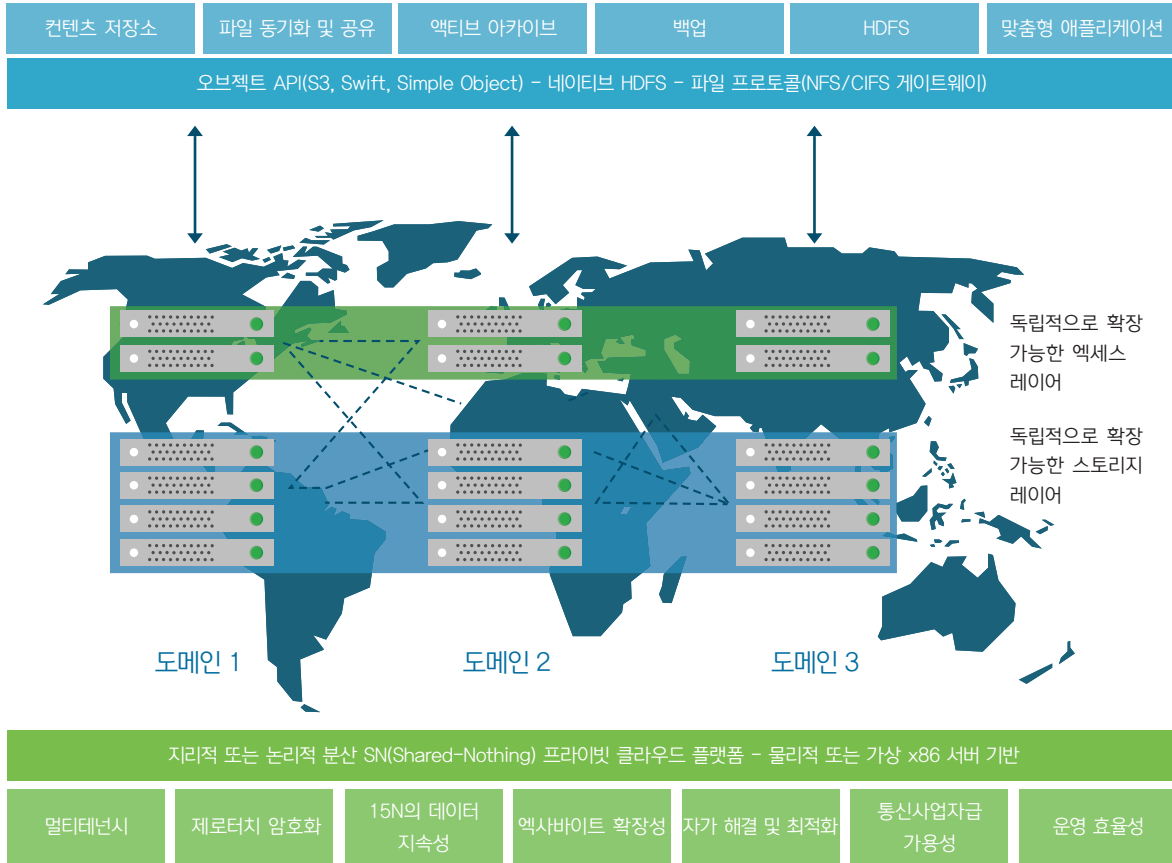 컨텐츠 저장소
파일 동기화 및 공유
액티브 아카이브
백업
HDFS
맞춤형 애플리케이션
오브젝트 API(S3, Swift, Simple Object) - 네이티브 HDFS - 파일 프로토콜(NFS/CIFS 게이트웨이)
독립적으로 확장
가능한 엑세스
레이어
독립적으로 확장
가능한 스토리지
레이어
도메인 1
도메인 2
도메인 3
지리적 또는 논리적 분산 SN(Shared-Nothing) 프라이빗 클라우드 플랫폼 - 물리적 또는 가상 x86 서버 기반
멀티테넌시
제로터치 암호화
15N의 데이터
지속성
엑사바이트 확장성
자가 해결 및 최적화
통신사업자급
가용성
운영 효율성